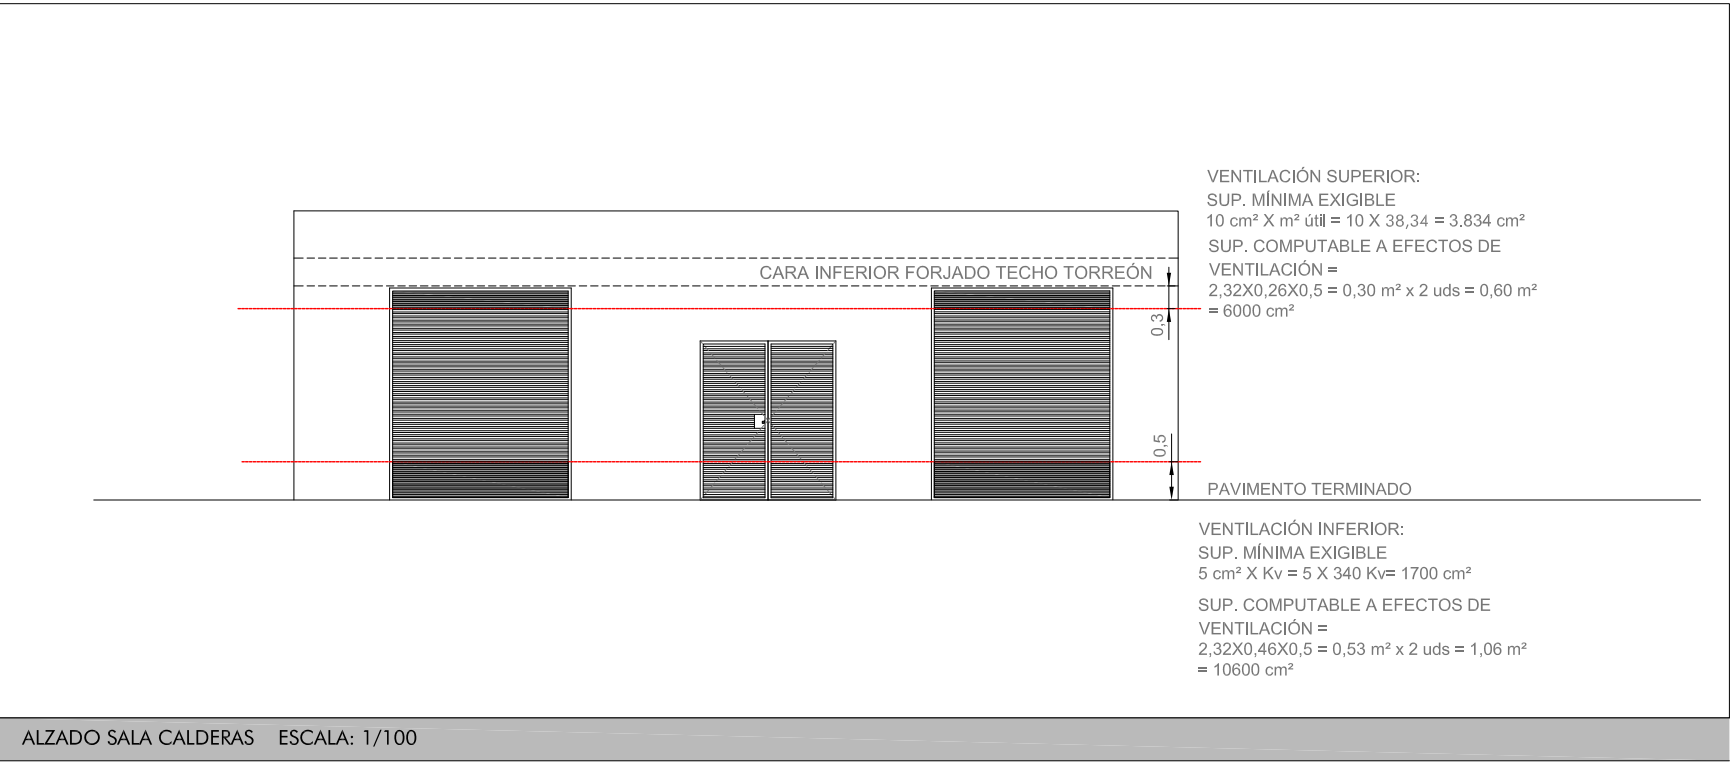 VENTILACIÓN SUPERIOR:
SUP. MÍNIMA EXIGIBLE
10 cm² X m² útil = 10 X 38,34 = 3.834 cm²
SUP. COMPUTABLE A EFECTOS DE
VENTILACIÓN =
2,32X0,26X0,5 = 0,30 m² x 2 uds = 0,60 m²
= 6000 cm²
CARA INFERIOR FORJADO TECHO TORREÓN
0,3
0,5
PAVIMENTO TERMINADO
VENTILACIÓN INFERIOR:
SUP. MÍNIMA EXIGIBLE
5 cm² X Kv = 5 X 340 Kv= 1700 cm²
SUP. COMPUTABLE A EFECTOS DE
VENTILACIÓN =
2,32X0,46X0,5 = 0,53 m² x 2 uds = 1,06 m²
= 10600 cm²
ALZADO SALA CALDERAS ESCALA: 1/100